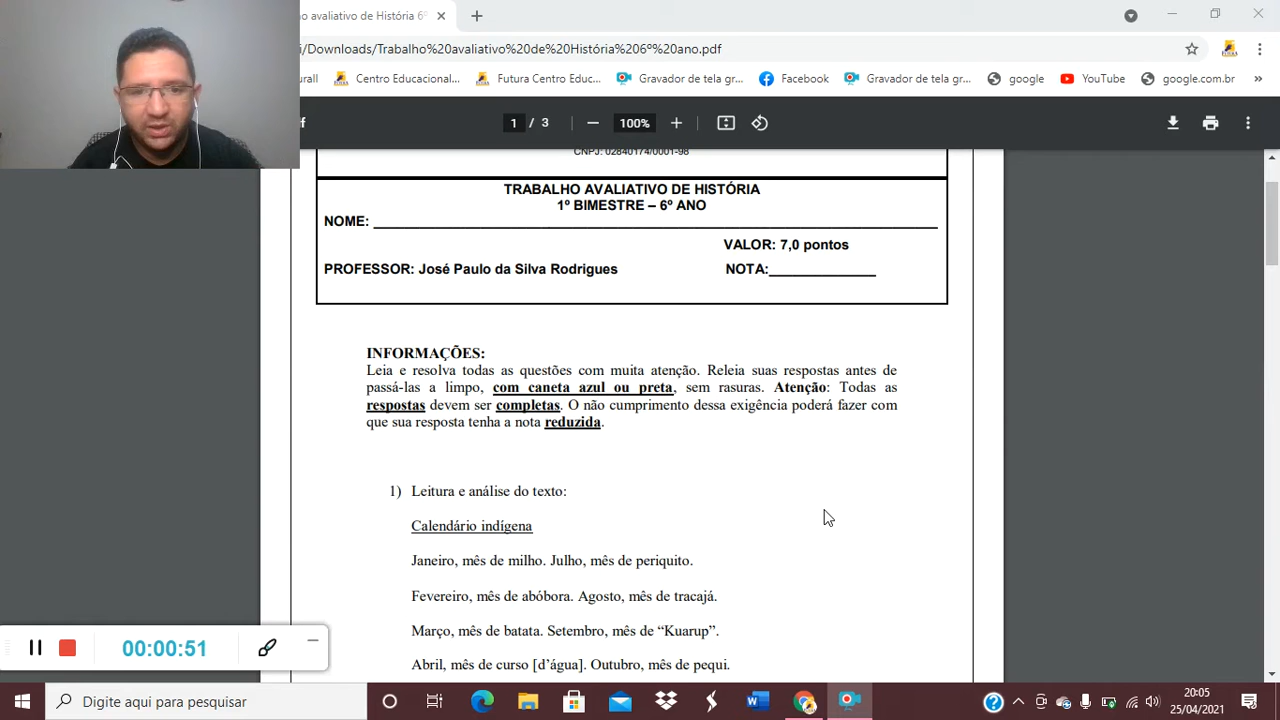 ão avaliativo de História 6º
i/Downloads/Trabalho%20avaliativo%20de%20História%206º%20ano.pdf
urall Centro Educacional... Futura Centro Educ... Gravador de tela gr... Facebook Gravador de tela gr... google YouTube google.com.br »
f 1 / 3 100%
CNPJ: 02840174/0001-98
TRABALHO AVALIATIVO DE HISTÓRIA
1º BIMESTRE – 6º ANO
NOME:
VALOR: 7,0 pontos
PROFESSOR: José Paulo da Silva Rodrigues NOTA:
INFORMAÇÕES:
Leia e resolva todas as questões com muita atenção. Releia suas respostas antes de
passá-las a limpo, com caneta azul ou preta, sem rasuras. Atenção: Todas as
respostas devem ser completas. O não cumprimento dessa exigência poderá fazer com
que sua resposta tenha a nota reduzida.
1) Leitura e análise do texto:
Calendário indígena
Janeiro, mês de milho. Julho, mês de periquito.
Fevereiro, mês de abóbora. Agosto, mês de tracajá.
Março, mês de batata. Setembro, mês de “Kuarup”.
Abril, mês de curso [d’água]. Outubro, mês de pequi.
00:00:51
Digite aqui para pesquisar
20:05
25/04/2021